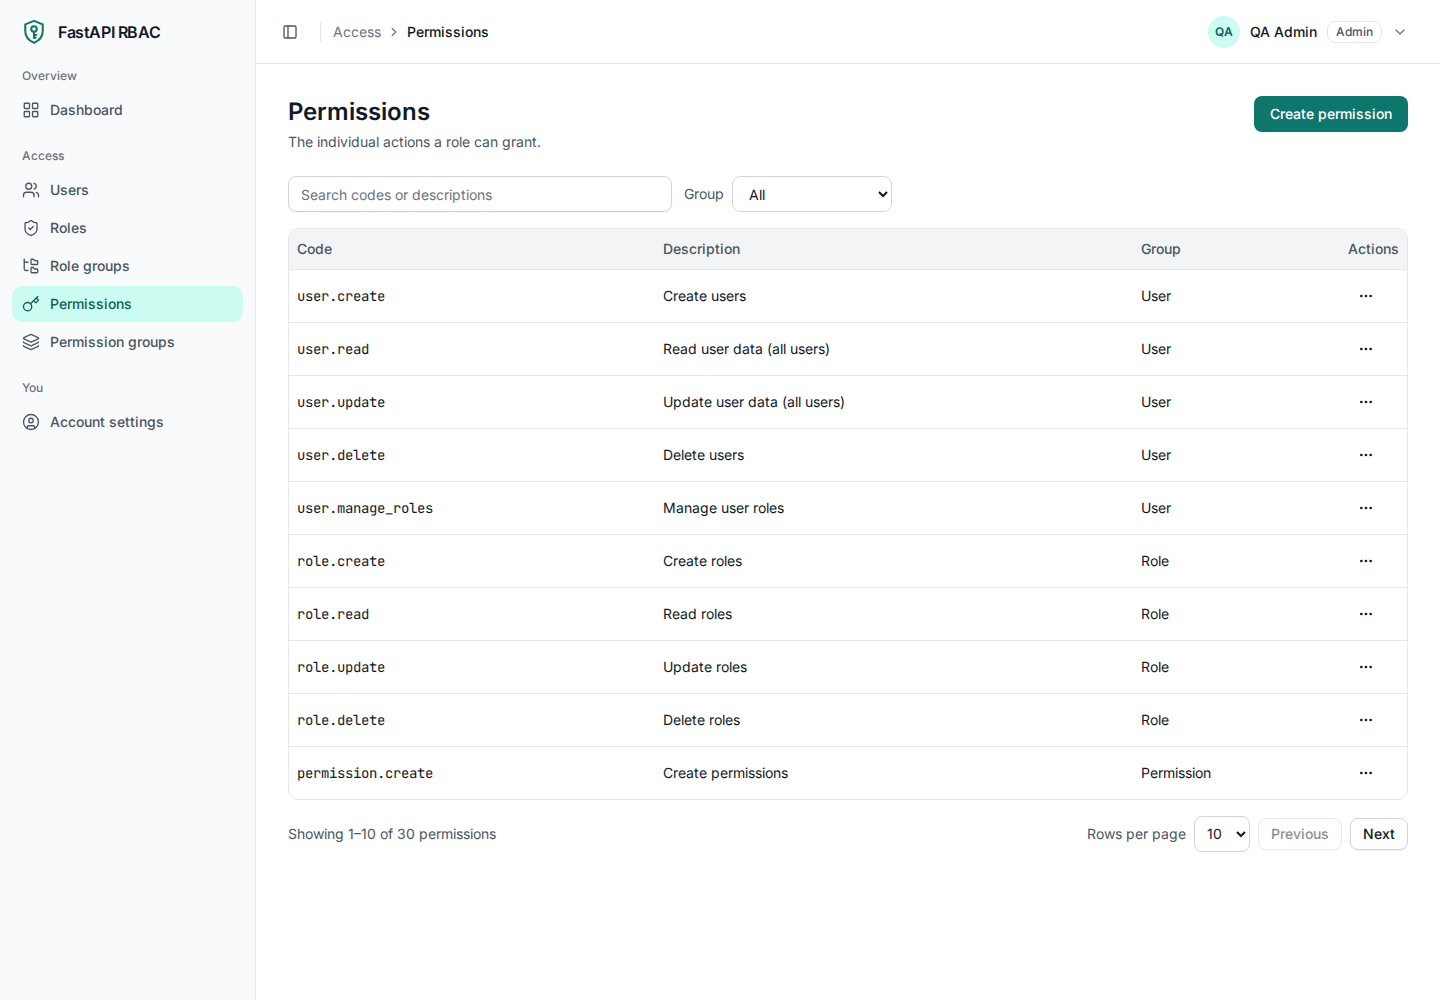 FastAPI RBAC
Overview
Dashboard
Access
Users
Roles
Role groups
Permissions
Permission groups
You
Account settings
Access > Permissions
QA QA Admin Admin
Permissions
The individual actions a role can grant.
Create permission
Search codes or descriptions Group All
Code Description Group Actions
user.create Create users User
user.read Read user data (all users) User
user.update Update user data (all users) User
user.delete Delete users User
user.manage_roles Manage user roles User
role.create Create roles Role
role.read Read roles Role
role.update Update roles Role
role.delete Delete roles Role
permission.create Create permissions Permission
Showing 1–10 of 30 permissions Rows per page 10 Previous Next